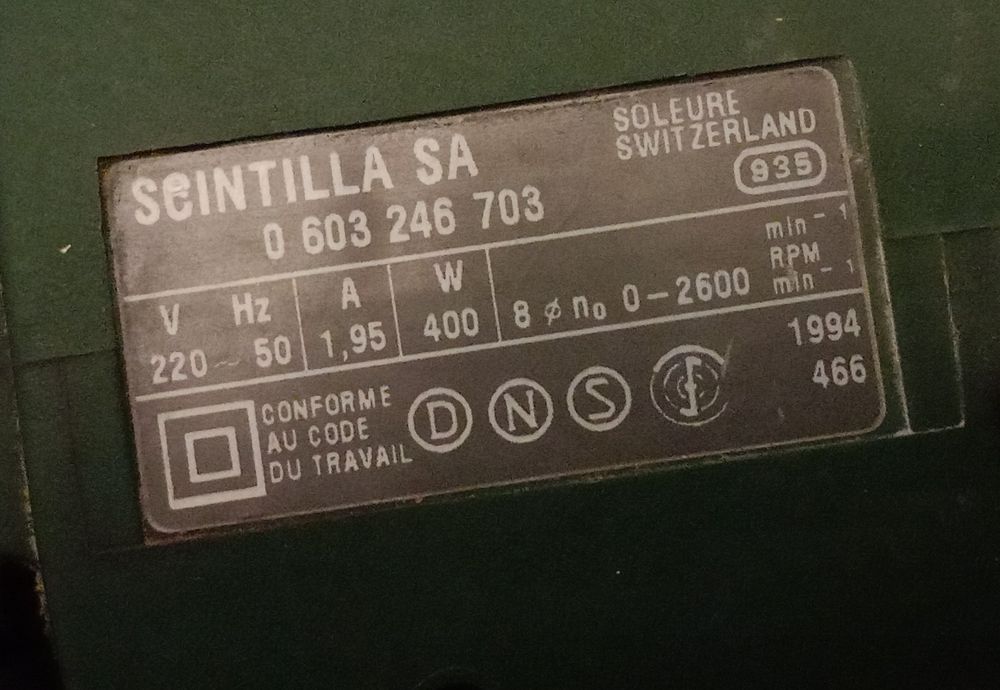 SCINTILLA SA
SOLEURE
SWITZERLAND
0 603 246 703
935
V Hz A W
220 ~ 50 1,95 400
8 ⌀ n₀ 0-2600
min⁻¹
RPM
min⁻¹
1994
466
CONFORME
AU CODE
DU TRAVAIL
D N S